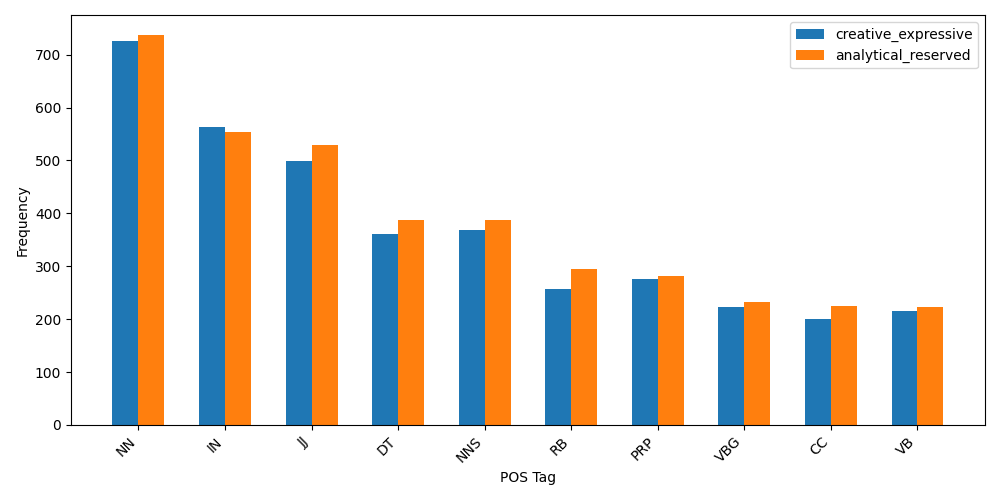 creative_expressive
analytical_reserved
700
600
500
400
300
200
100
0
Frequency
NN
IN
JJ
DT
NNS
RB
PRP
VBG
CC
VB
POS Tag